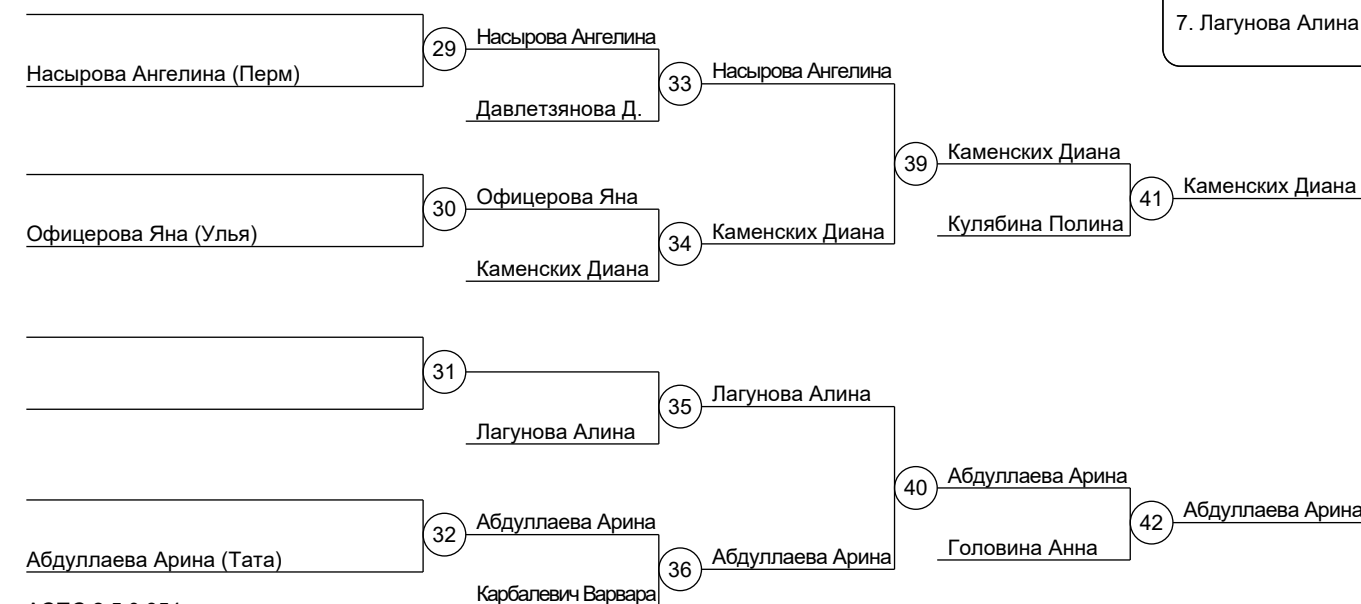 7. Лагунова Алина
29
Насырова Ангелина
Насырова Ангелина (Перм)
33
Насырова Ангелина
Давлетзянова Д.
39
Каменских Диана
30
Офицерова Яна
41
Каменских Диана
Офицерова Яна (Улья)
34
Каменских Диана
Кулябина Полина
Каменских Диана
31
35
Лагунова Алина
Лагунова Алина
40
Абдуллаева Арина
32
Абдуллаева Арина
42
Абдуллаева Арина
Абдуллаева Арина (Тата)
36
Абдуллаева Арина
Головина Анна
Карбалевич Варвара